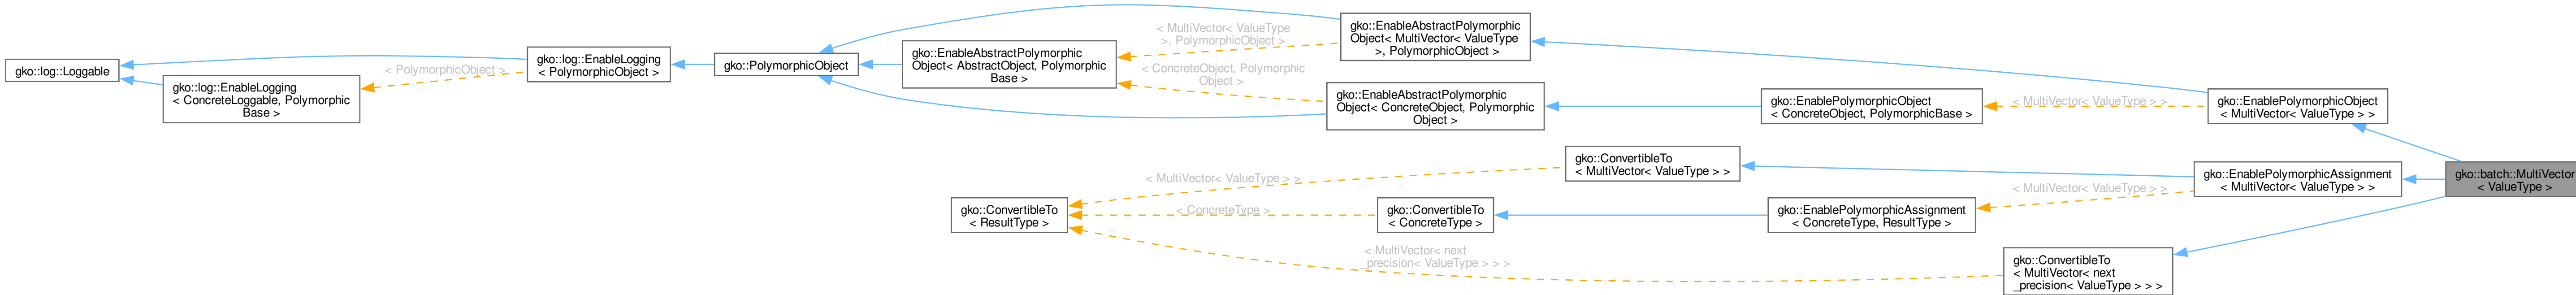 gko::log::Loggable
gko::log::EnableLogging
< ConcreteLoggable, Polymorphic
Base >
< PolymorphicObject >
gko::log::EnableLogging
< PolymorphicObject >
gko::PolymorphicObject
gko::EnableAbstractPolymorphic
Object< AbstractObject, Polymorphic
Base >
< MultiVector< ValueType
>, PolymorphicObject >
< ConcreteObject, Polymorphic
Object >
gko::EnableAbstractPolymorphic
Object< MultiVector< ValueType
>, PolymorphicObject >
gko::EnableAbstractPolymorphic
Object< ConcreteObject, Polymorphic
Object >
gko::EnablePolymorphicObject
< ConcreteObject, PolymorphicBase >
< MultiVector< ValueType > >
gko::EnablePolymorphicObject
< MultiVector< ValueType > >
gko::ConvertibleTo
< MultiVector< ValueType > >
< MultiVector< ValueType > >
gko::ConvertibleTo
< ResultType >
< ConcreteType >
gko::ConvertibleTo
< ConcreteType >
gko::EnablePolymorphicAssignment
< ConcreteType, ResultType >
< MultiVector< ValueType > >
gko::EnablePolymorphicAssignment
< MultiVector< ValueType > >
gko::batch::MultiVector
< ValueType >
< MultiVector< next
_precision< ValueType > > >
gko::ConvertibleTo
< MultiVector< next
_precision< ValueType > > >